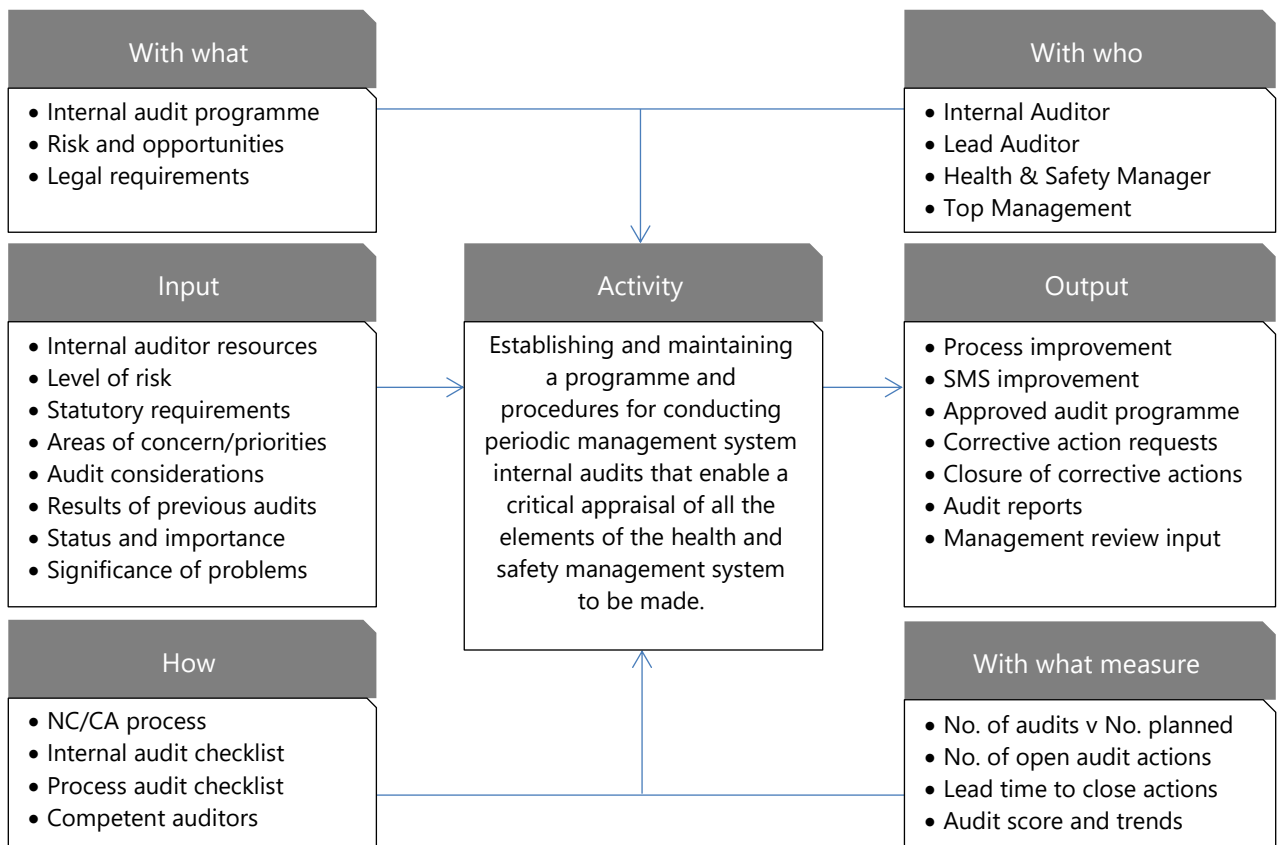 With what
• Internal audit programme
• Risk and opportunities
• Legal requirements
With who
• Internal Auditor
• Lead Auditor
• Health & Safety Manager
• Top Management
Input
• Internal auditor resources
• Level of risk
• Statutory requirements
• Areas of concern/priorities
• Audit considerations
• Results of previous audits
• Status and importance
• Significance of problems
Activity
Establishing and maintaining
a programme and
procedures for conducting
periodic management system
internal audits that enable a
critical appraisal of all the
elements of the health and
safety management system
to be made.
Output
• Process improvement
• SMS improvement
• Approved audit programme
• Corrective action requests
• Closure of corrective actions
• Audit reports
• Management review input
How
• NC/CA process
• Internal audit checklist
• Process audit checklist
• Competent auditors
With what measure
• No. of audits v No. planned
• No. of open audit actions
• Lead time to close actions
• Audit score and trends